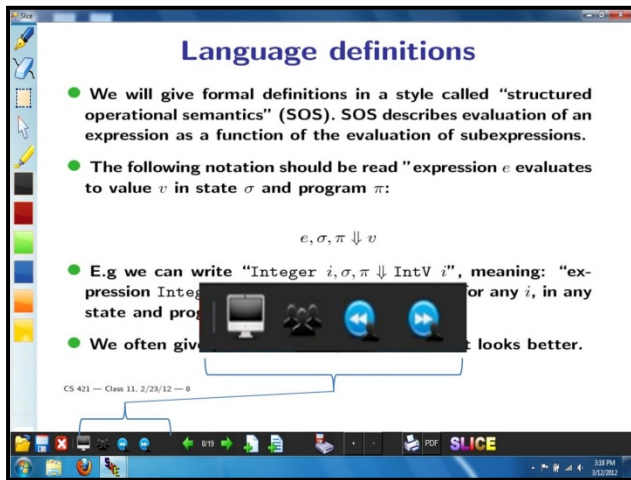 Slice
Language definitions
We will give formal definitions in a style called “structured
operational semantics” (SOS). SOS describes evaluation of an
expression as a function of the evaluation of subexpressions.
The following notation should be read ”expression e evaluates
to value v in state σ and program π:
e, σ, π ⇓ v
E.g we can write “Integer i, σ, π ⇓ IntV i”, meaning: “ex-
pression Integ or any i, in any
state and prog
We often give t looks better.
CS 421 — Class 11, 2/23/12 — 8
8/19 PDF SLICE
3:18 PM
3/12/2012